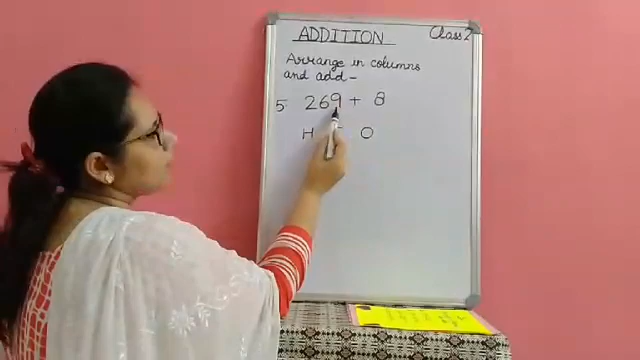 ADDITION Class 2
Arrange in columns
and add -
5 269 + 8
H T O